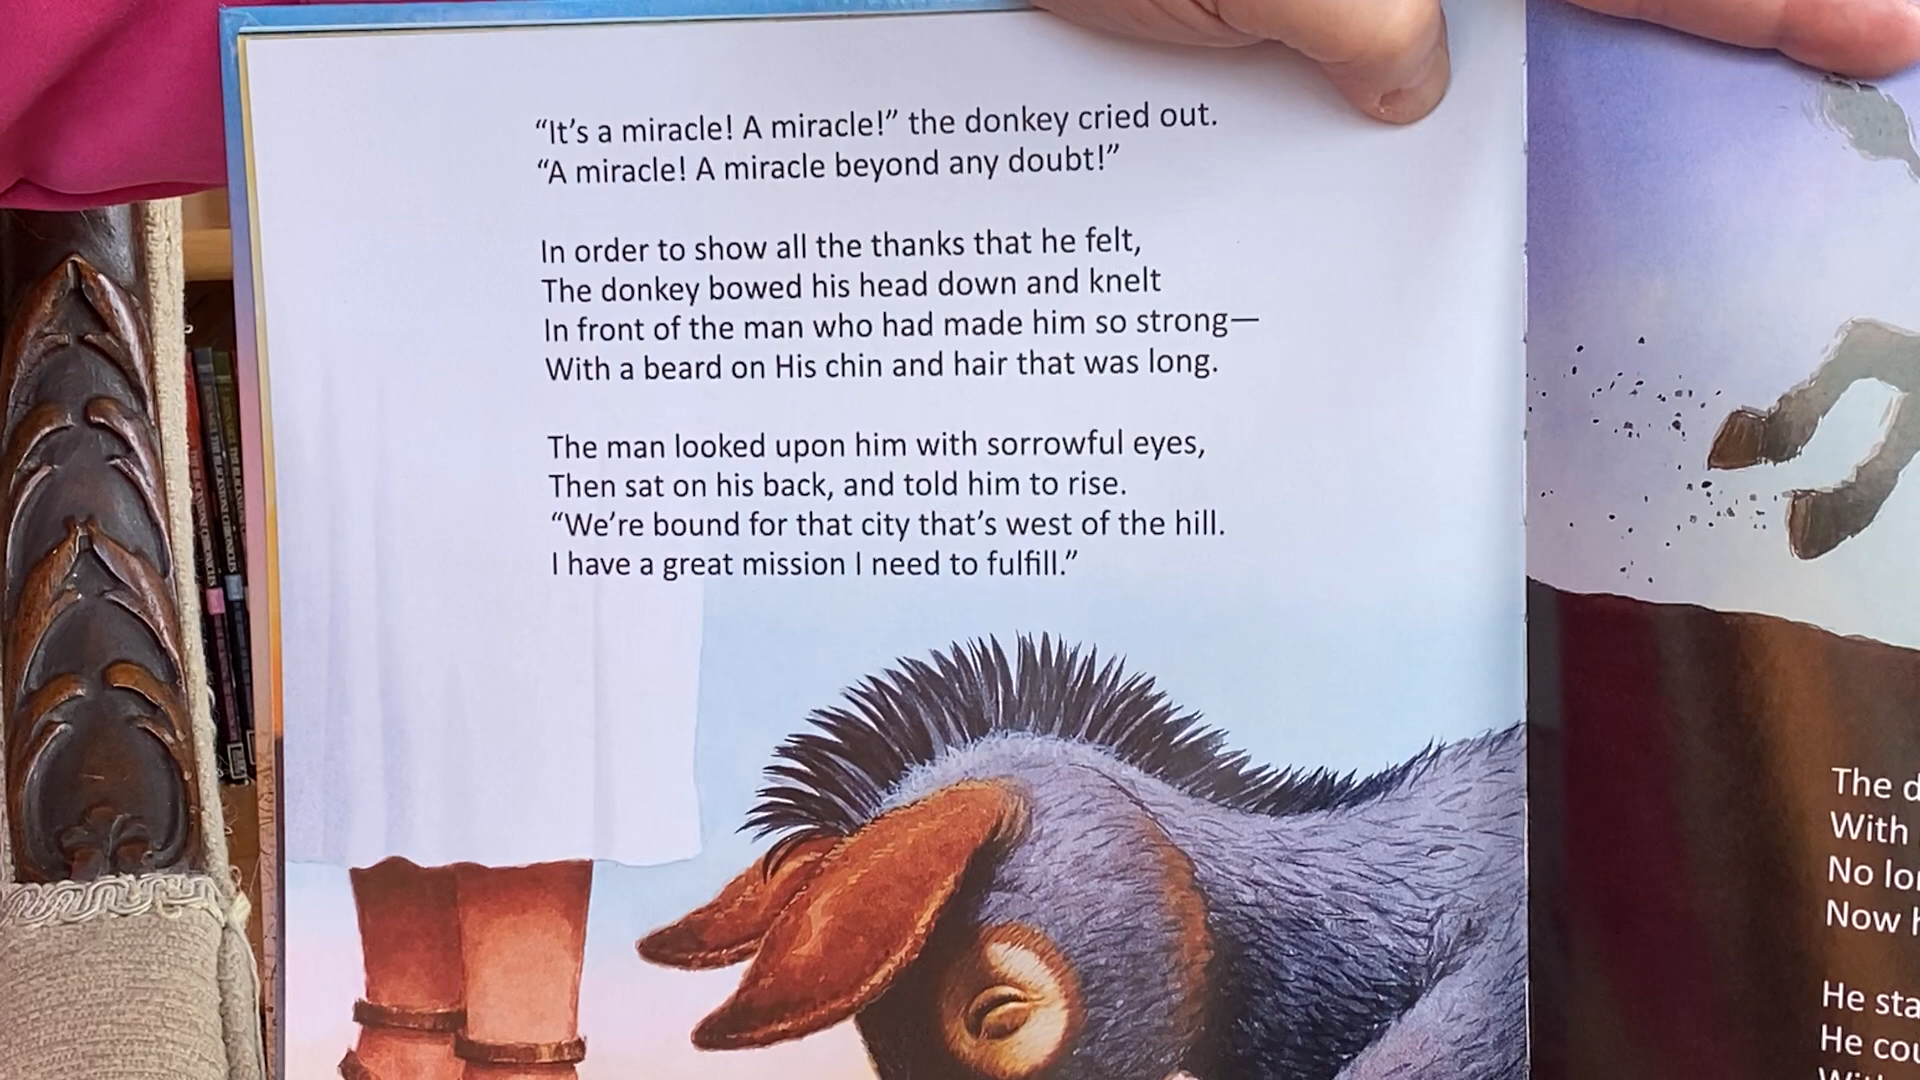 “It’s a miracle! A miracle!” the donkey cried out.
“A miracle! A miracle beyond any doubt!”
In order to show all the thanks that he felt,
The donkey bowed his head down and knelt
In front of the man who had made him so strong—
With a beard on His chin and hair that was long.
The man looked upon him with sorrowful eyes,
Then sat on his back, and told him to rise.
“We’re bound for that city that’s west of the hill.
I have a great mission I need to fulfill.”
The
With
No
Now
He
He